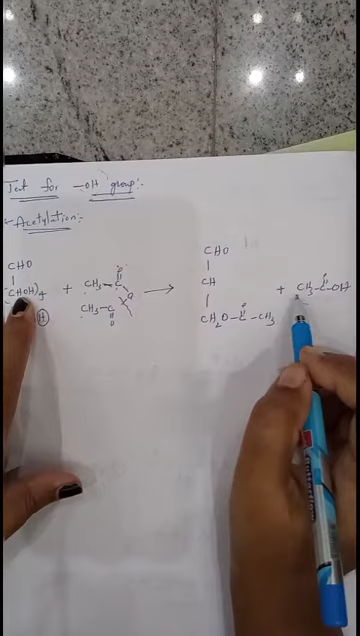 Test for -OH group:-
Acetylation:-
CHO
|
(CHOH)4 + CH3-C
O
CH3-C
O
CHO
|
CH
|
CH2O-C-CH3
O
+ CH3-C-OH
O